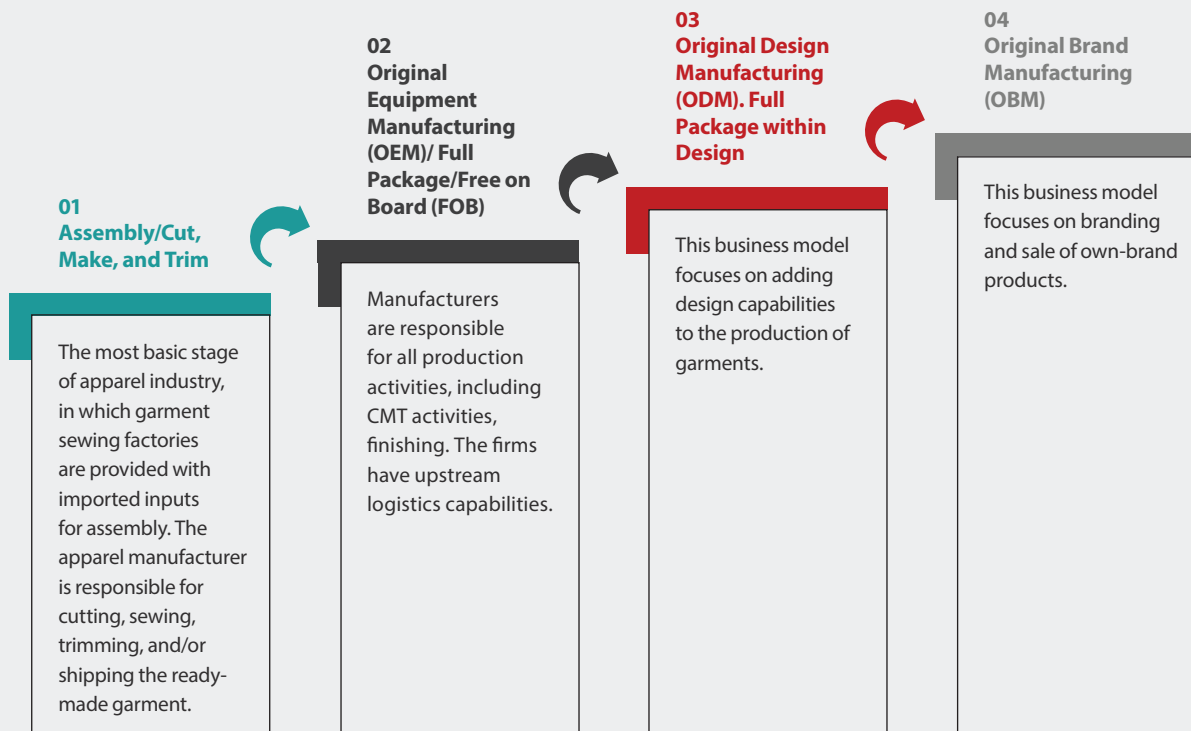 01
Assembly/Cut,
Make, and Trim
The most basic stage
of apparel industry,
in which garment
sewing factories
are provided with
imported inputs
for assembly. The
apparel manufacturer
is responsible for
cutting, sewing,
trimming, and/or
shipping the ready-
made garment.
02
Original
Equipment
Manufacturing
(OEM)/ Full
Package/Free on
Board (FOB)
Manufacturers
are responsible
for all production
activities, including
CMT activities,
finishing. The firms
have upstream
logistics capabilities.
03
Original Design
Manufacturing
(ODM). Full
Package within
Design
This business model
focuses on adding
design capabilities
to the production of
garments.
04
Original Brand
Manufacturing
(OBM)
This business model
focuses on branding
and sale of own-brand
products.